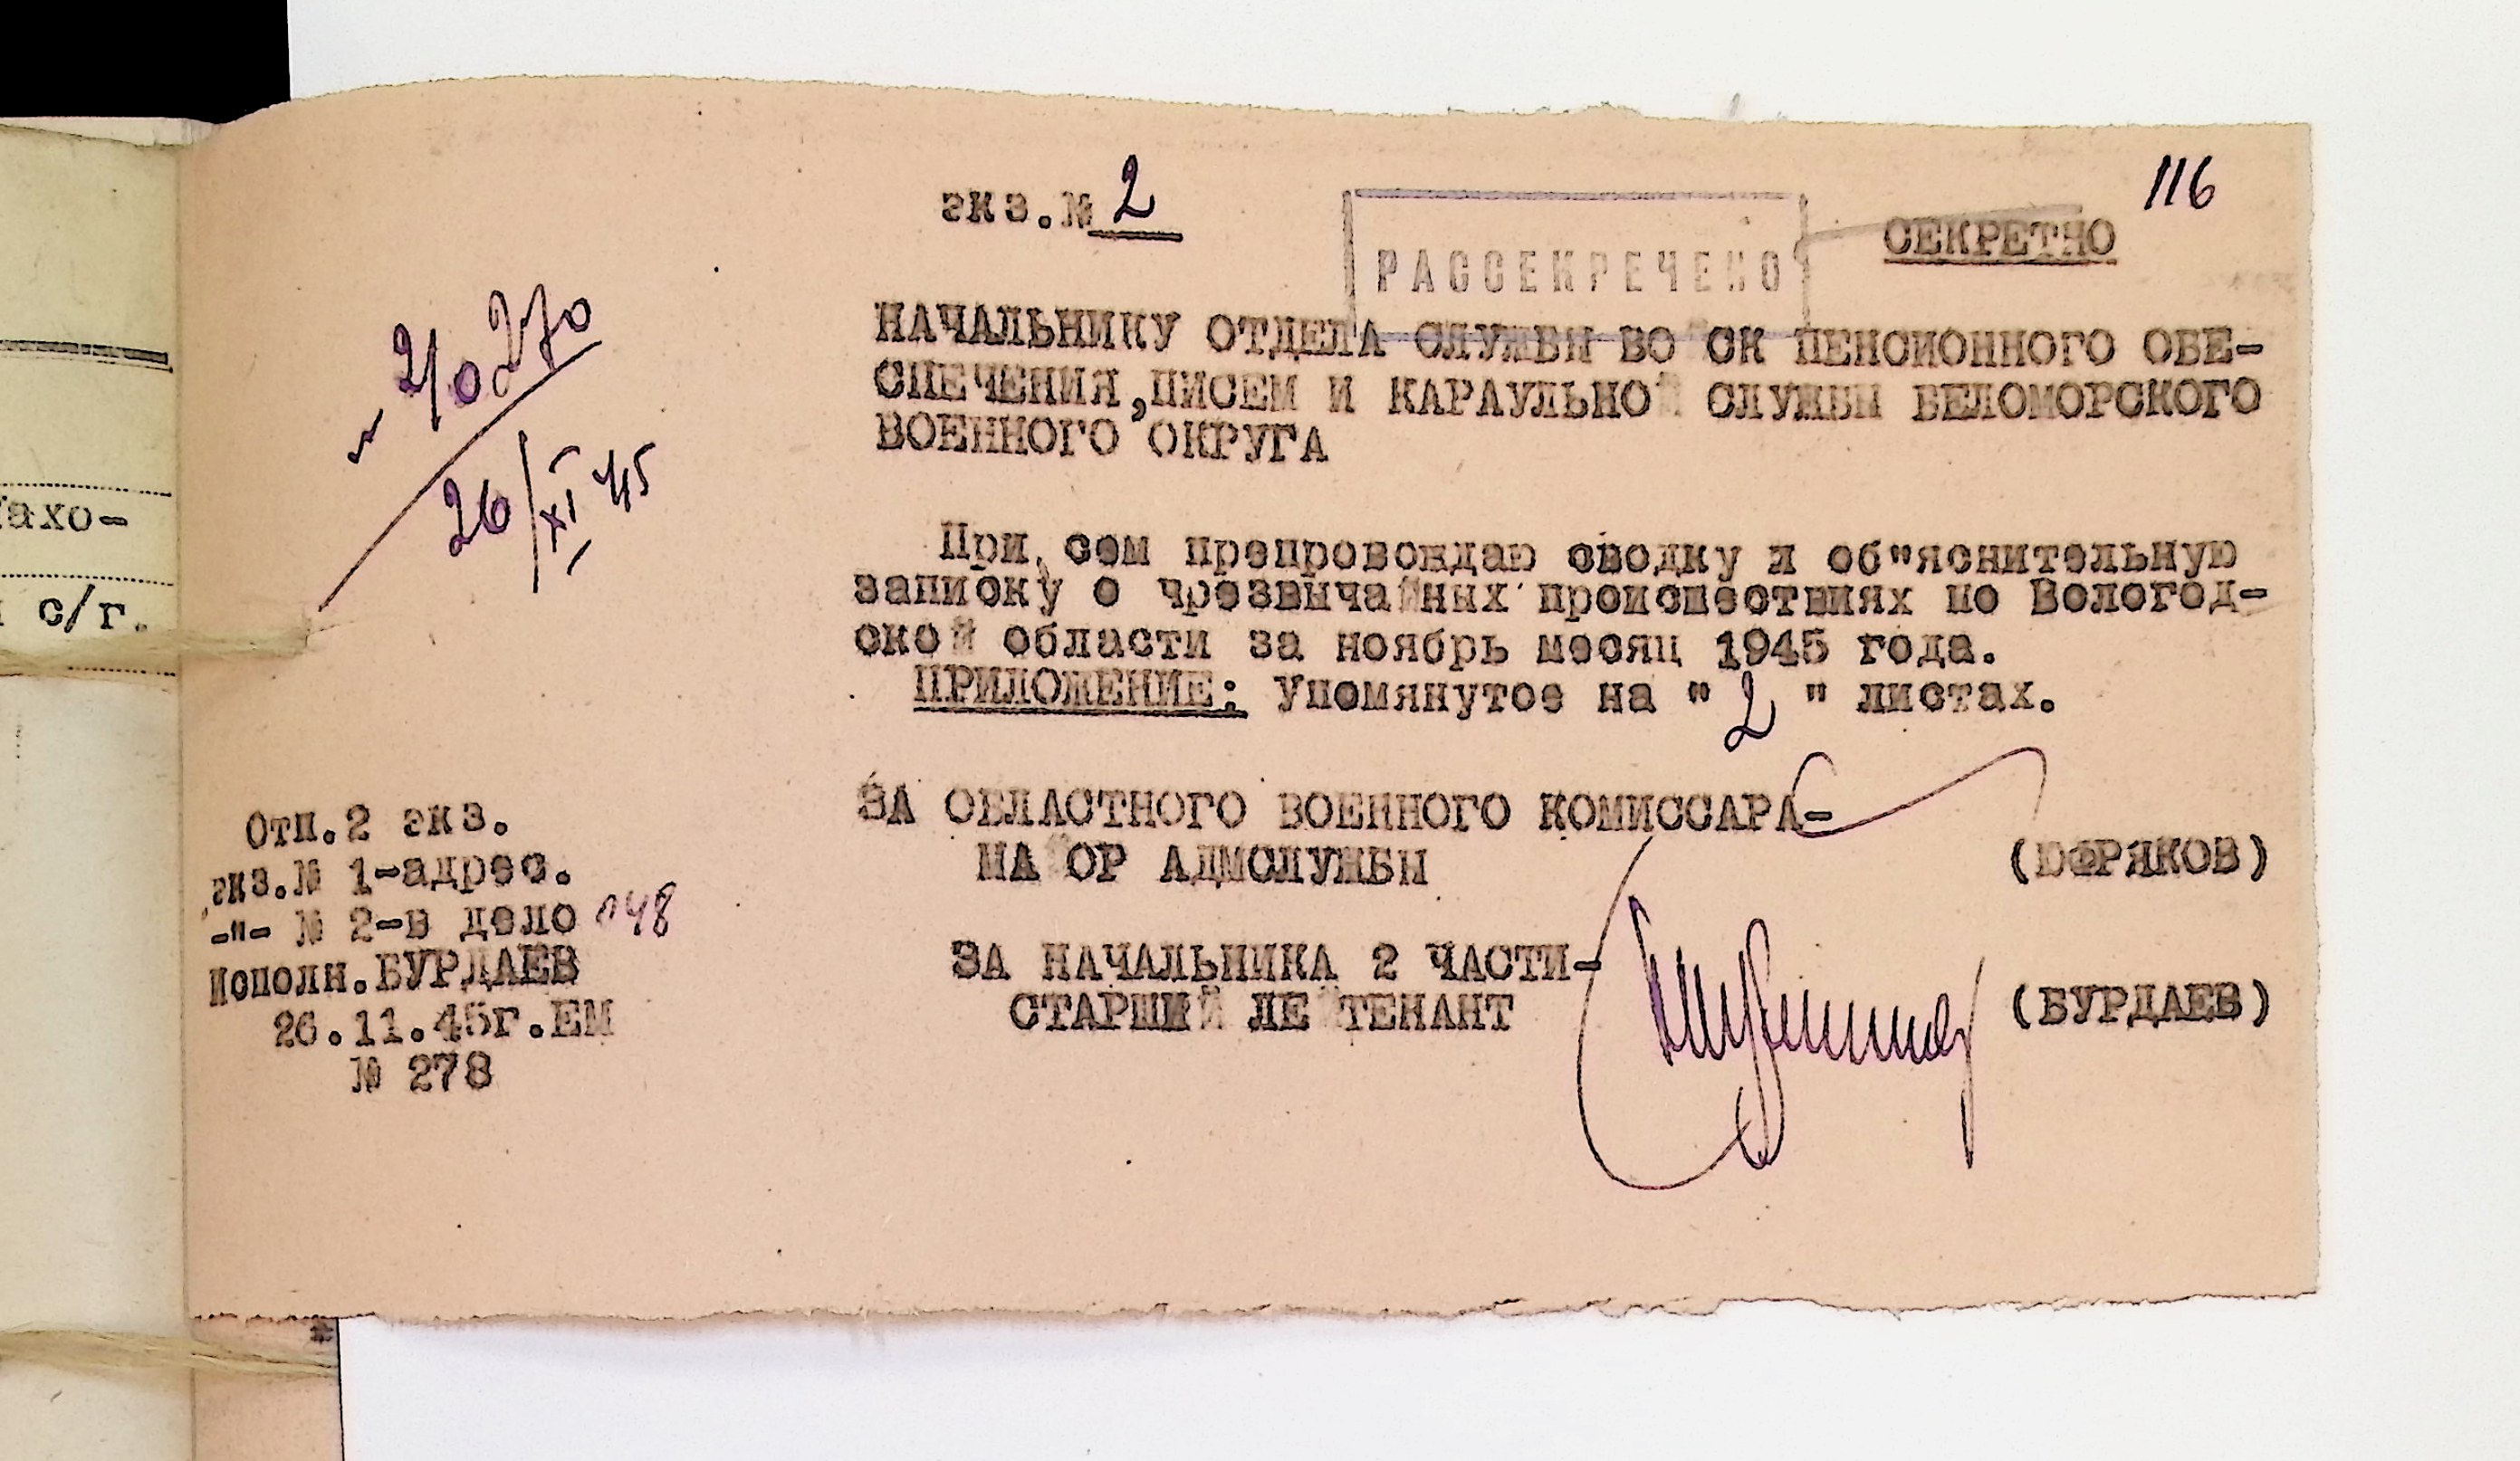 116
экз.№ 2
СЕКРЕТНО
РАССЕКРЕЧЕНО
НАЧАЛЬНИКУ ОТДЕЛА СЛУЖБЫ ВОЙСК ПЕНСИОННОГО ОБЕ-
СПЕЧЕНИЯ,ПИСЕМ И КАРАУЛЬНОЙ СЛУЖБЫ БЕЛОМОРСКОГО
ВОЕННОГО ОКРУГА
26/XI 45
При сем препровождаю сводку и об"яснительную
записку о чрезвычайных происшествиях по Вологод-
ской области за ноябрь месяц 1945 года.
ПРИЛОЖЕНИЕ: Упомянутое на " 2 " листах.
ЗА ОБЛАСТНОГО ВОЕННОГО КОМИССАРА-
МАЙОР АДМСЛУЖБЫ
(ЮФРЯКОВ)
ЗА НАЧАЛЬНИКА 2 ЧАСТИ-
СТАРШИЙ ЛЕЙТЕНАНТ
(БУРДАЕВ)
Отп.2 экз.
экз.№ 1-адрес.
-"- № 2-в дело
Исполн.БУРДАЕВ
26.11.45г.ЕМ
№ 278
ахо-
с/г.